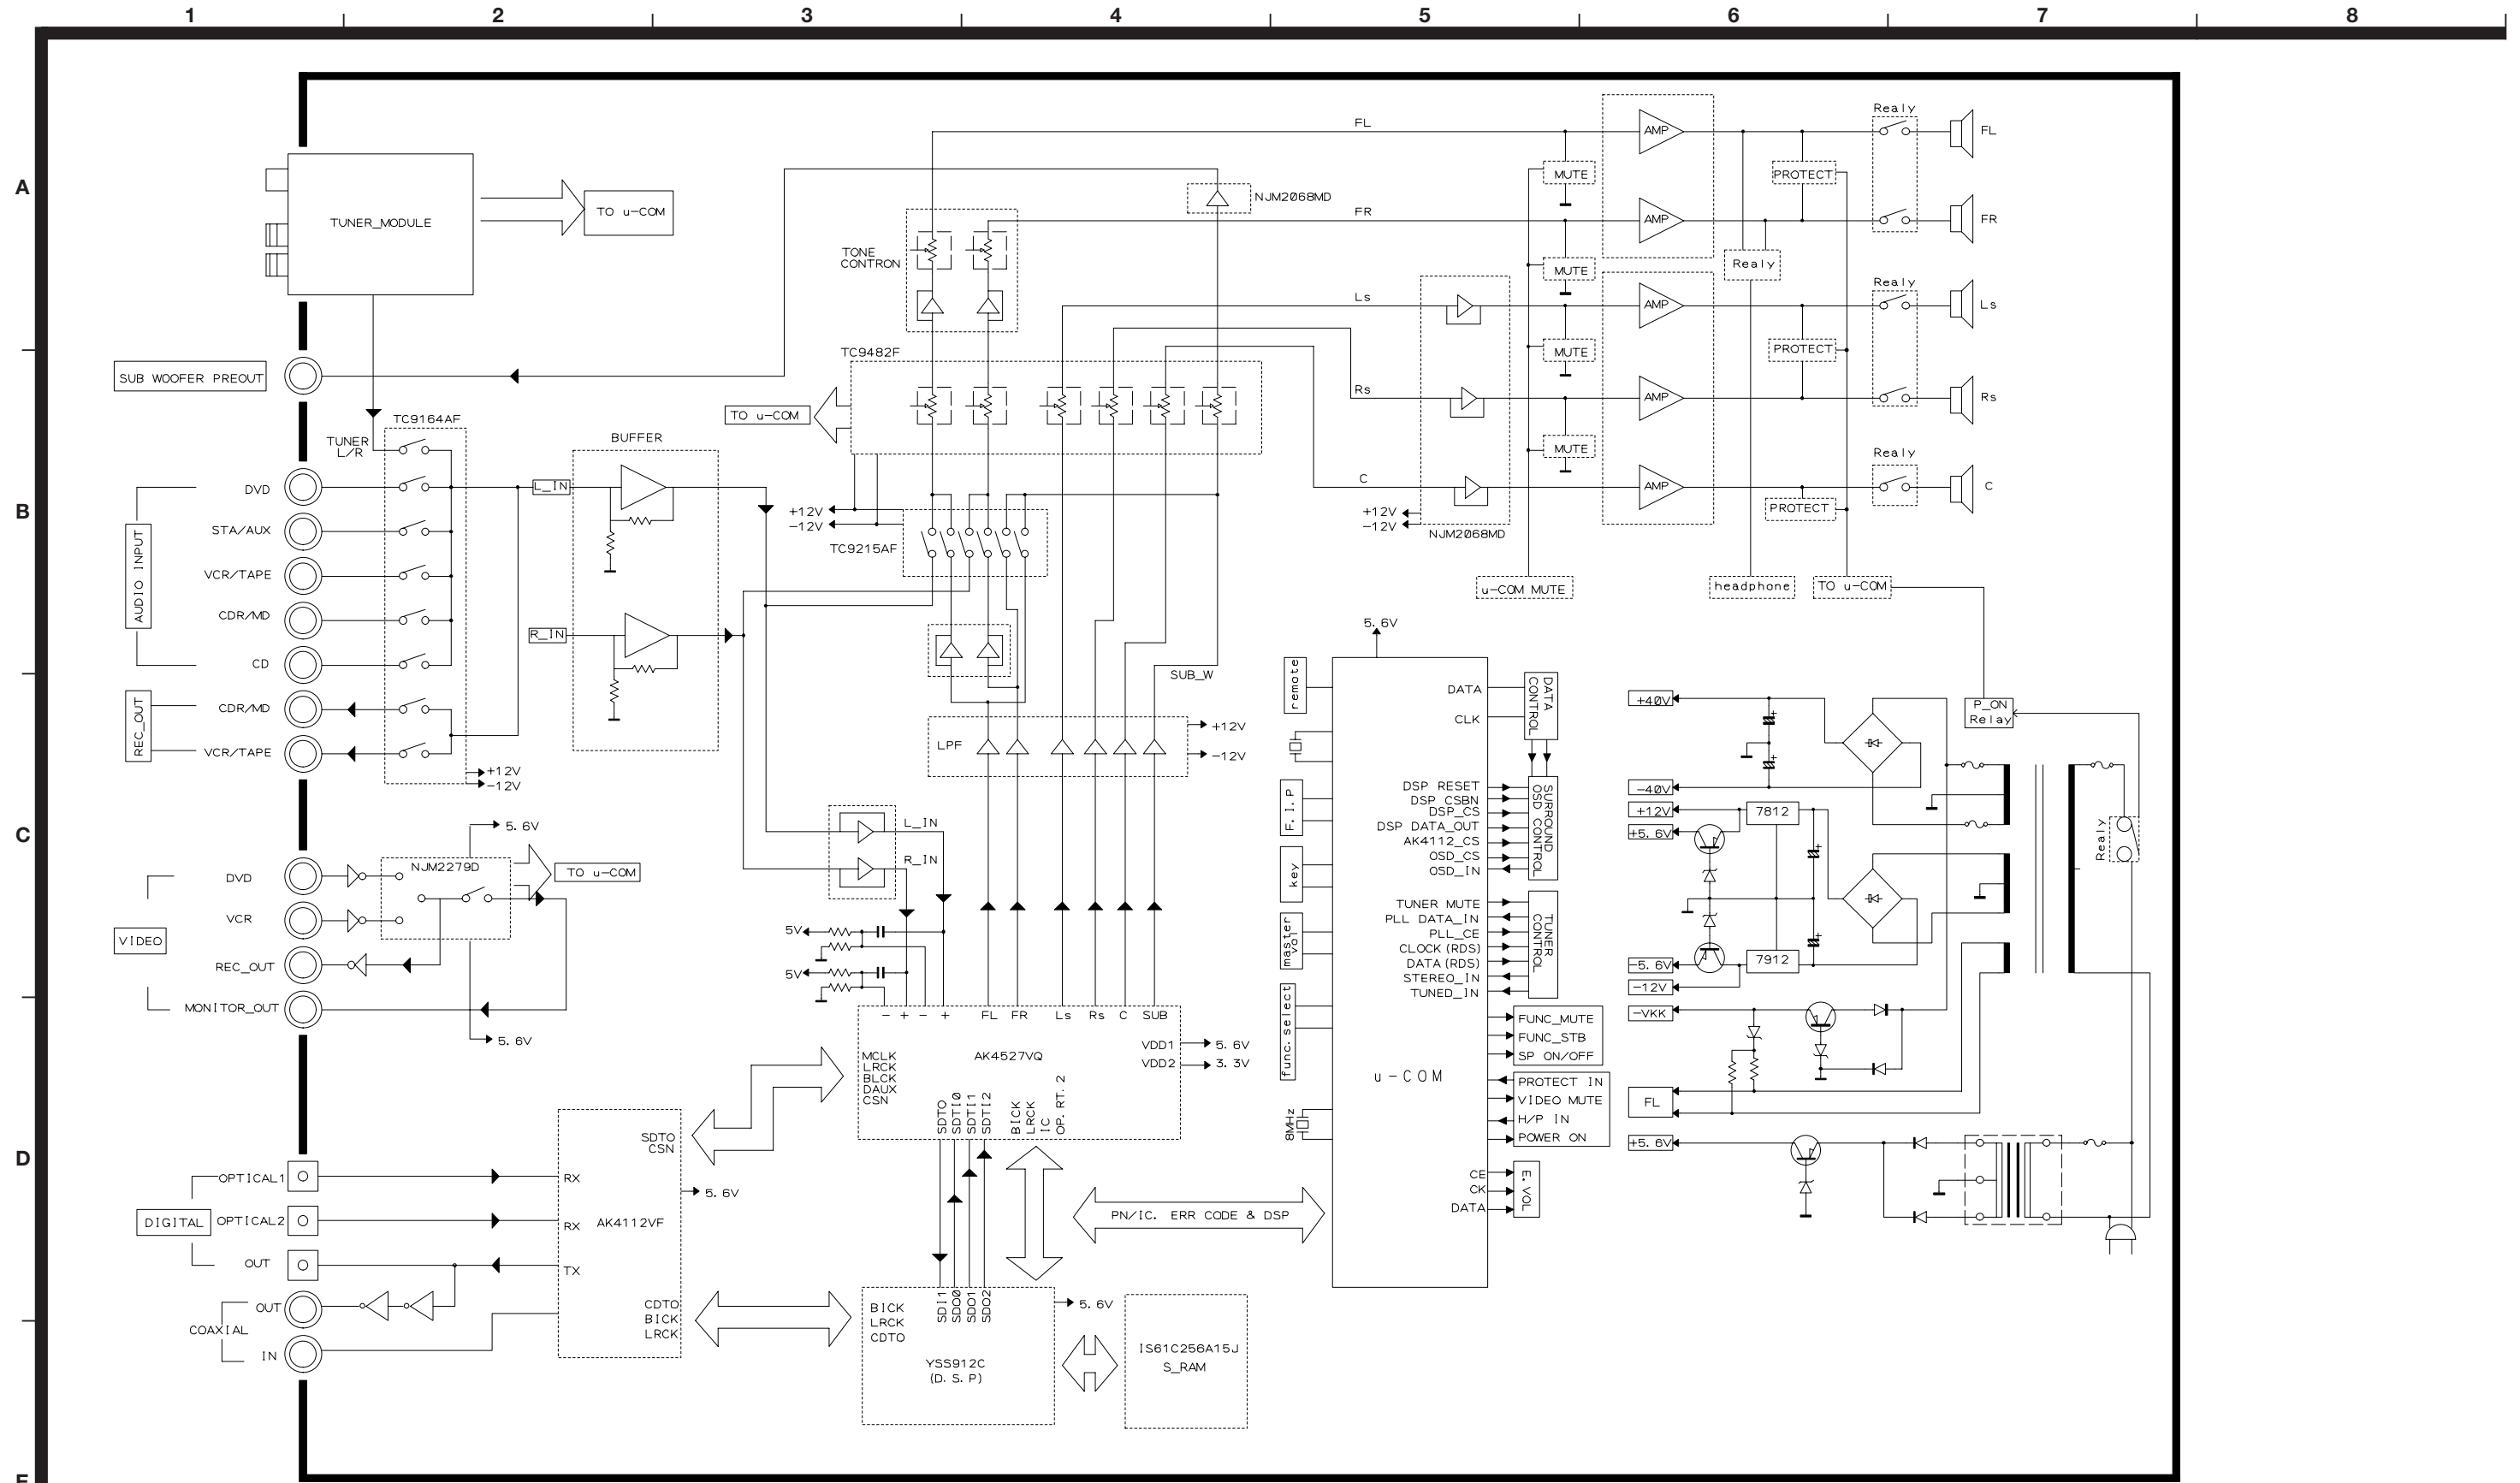 1 2 3 4 5 6 7 8
A
B
C
D
E
TUNER_MODULE
TO u-COM
SUB WOOFER PREOUT
TC9164AF
TUNER
L/R
AUDIO INPUT
DVD
STA/AUX
VCR/TAPE
CDR/MD
CD
REC_OUT
CDR/MD
VCR/TAPE
+12V
-12V
BUFFER
L_IN
R_IN
VIDEO
DVD
VCR
REC_OUT
MONITOR_OUT
5. 6V
NJM2279D
TO u-COM
5. 6V
DIGITAL
OPTICAL1
OPTICAL2
OUT
COAXIAL
OUT
IN
SDTO
CSN
RX
RX
TX
AK4112VF
5. 6V
CDTO
BICK
LRCK
TONE
CONTRON
NJM2068MD
TC9482F
TO u-COM
+12V
-12V
TC9215AF
SUB_W
LPF
+12V
-12V
L_IN
R_IN
5V
5V
- + - +
FL FR Ls Rs C SUB
MCLK
LRCK
BLCK
DAUX
CSN
AK4527VQ
VDD1
VDD2
5. 6V
3. 3V
SDTO
SDTI0
SDTI1
SDTI2
BICK
LRCK
IC
OP. RT. 2
PN/IC. ERR CODE & DSP
SDI1
SDO0
SDO1
SDO2
BICK
LRCK
CDTO
YSS912C
(D. S. P)
5. 6V
IS61C256A15J
S_RAM
FL
FR
Ls
Rs
C
+12V
-12V
NJM2068MD
MUTE
MUTE
MUTE
MUTE
u-COM MUTE
AMP
AMP
AMP
AMP
AMP
Realy
headphone
PROTECT
PROTECT
PROTECT
TO u-COM
Realy
Realy
Realy
FL
FR
Ls
Rs
C
5. 6V
remote
F. I. P
key
master
vol
func. select
8MHz
u-COM
DATA
CLK
DATA
CONTROL
DSP RESET
DSP CSBN
DSP_CS
DSP DATA_OUT
AK4112_CS
OSD_CS
OSD_IN
SURROUND
OSD CONTROL
TUNER MUTE
PLL DATA_IN
PLL_CE
CLOCK (RDS)
DATA (RDS)
STEREO_IN
TUNED_IN
TUNER
CONTROL
FUNC_MUTE
FUNC_STB
SP ON/OFF
PROTECT IN
VIDEO MUTE
H/P IN
POWER ON
CE
CK
DATA
E. VOL
+40V
-40V
+12V
+5. 6V
7812
-5. 6V
7912
-12V
-VKK
FL
+5. 6V
P_ON
Relay
Realy